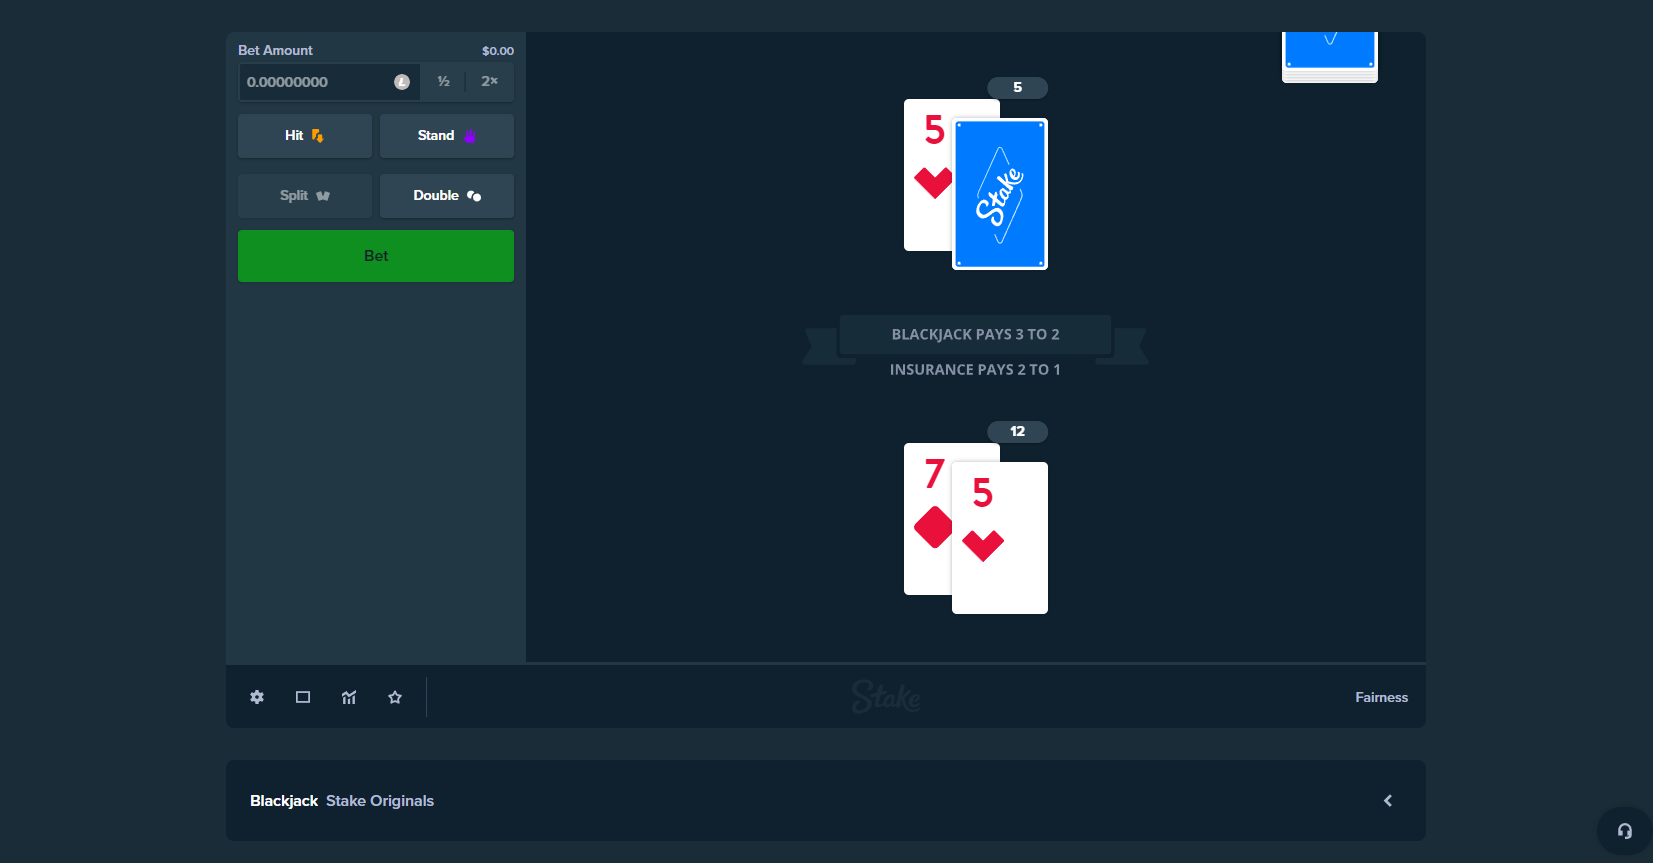 Bet Amount
$0.00
0.00000000
½
2×
Hit
Stand
Split
Double
Bet
5
5
Stake
BLACKJACK PAYS 3 TO 2
INSURANCE PAYS 2 TO 1
12
7
5
Stake
Fairness
Blackjack Stake Originals